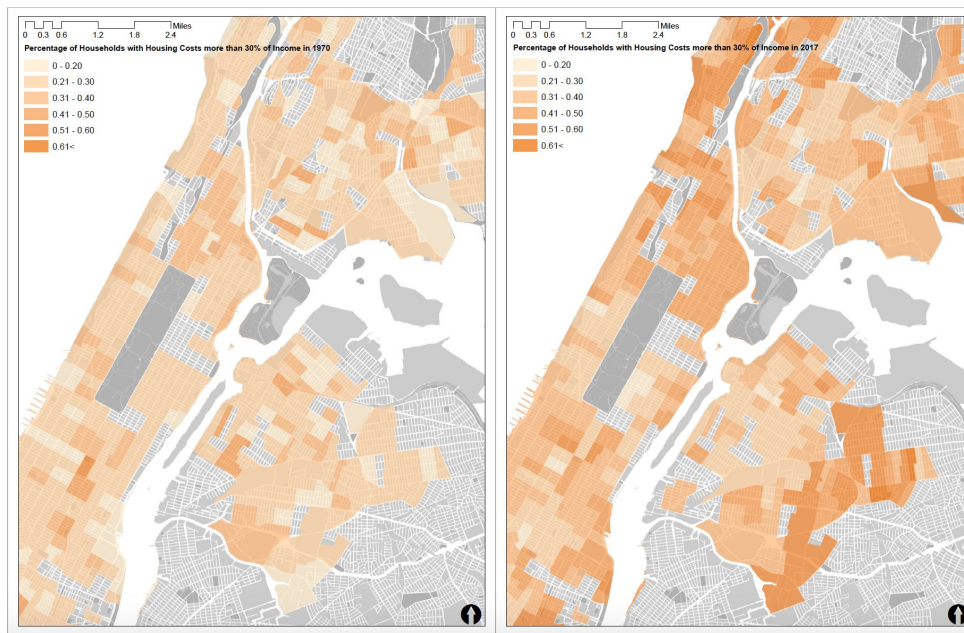 Miles
0 0.3 0.6 1.2 1.8 2.4
Percentage of Households with Housing Costs more than 30% of Income in 1970
0 - 0.20
0.21 - 0.30
0.31 - 0.40
0.41 - 0.50
0.51 - 0.60
0.61<
Miles
0 0.3 0.6 1.2 1.8 2.4
Percentage of Households with Housing Costs more than 30% of Income in 2017
0 - 0.20
0.21 - 0.30
0.31 - 0.40
0.41 - 0.50
0.51 - 0.60
0.61<